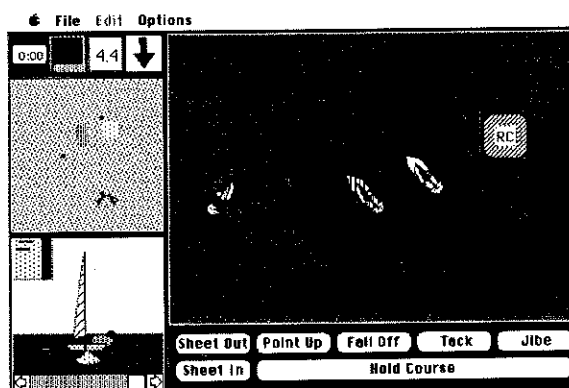 File Edit Options
0:00 4.4
RC
Sheet Out Point Up Fall Off Tack Jibe
Sheet In Hold Course